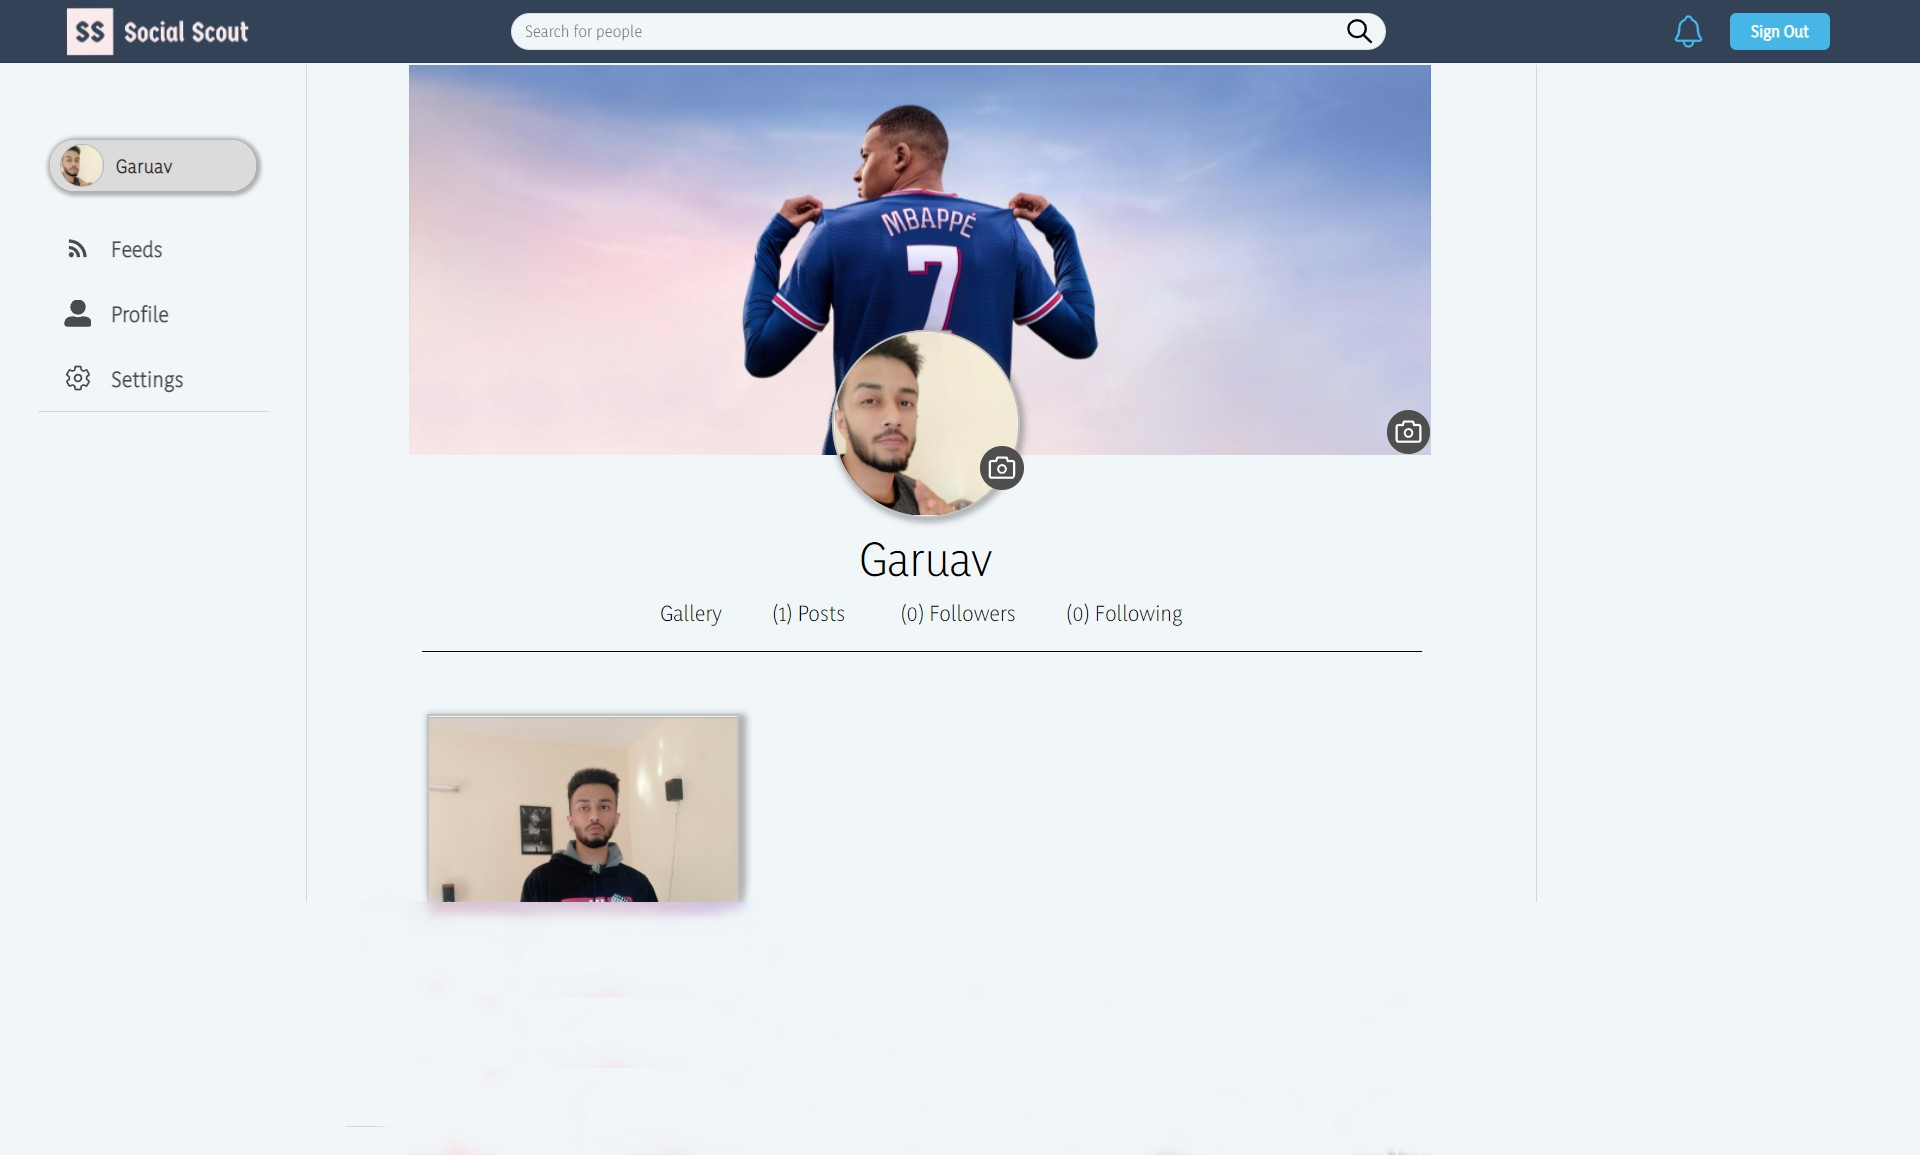 SS Social Scout
Search for people
Sign Out
Garuav
Feeds
Profile
Settings
MBAPPÉ
7
Garuav
Gallery (1) Posts (0) Followers (0) Following